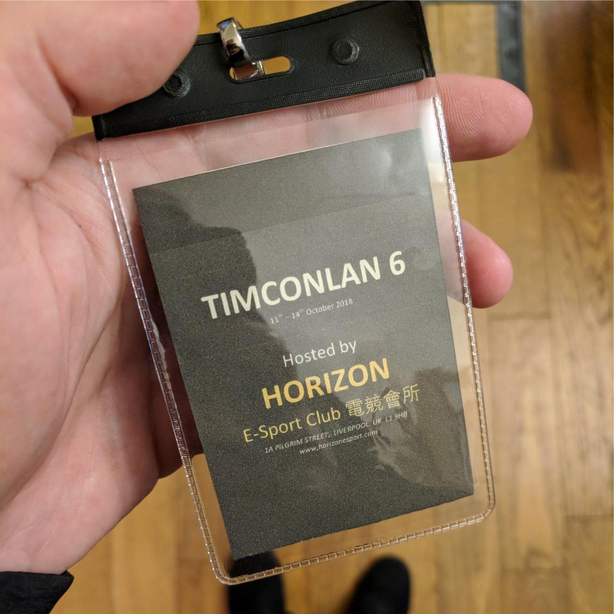 TIMCONLAN 6
11th – 14th October 2018
Hosted by
HORIZON
E-Sport Club 電競會所
1A PILGRIM STREET, LIVERPOOL, UK. L1 9HB
www.horizonesport.com